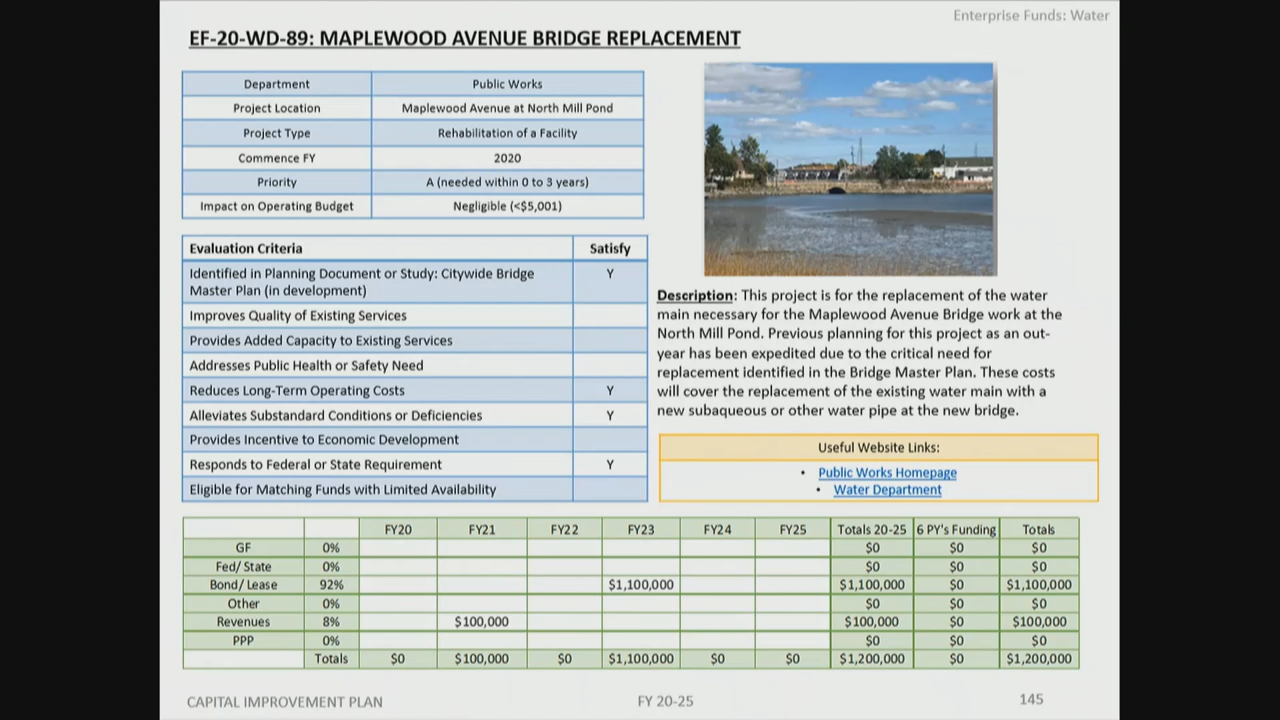 Enterprise Funds: Water
EF-20-WD-89: MAPLEWOOD AVENUE BRIDGE REPLACEMENT
Department Public Works
Project Location Maplewood Avenue at North Mill Pond
Project Type Rehabilitation of a Facility
Commence FY 2020
Priority A (needed within 0 to 3 years)
Impact on Operating Budget Negligible (<$5,001)
Evaluation Criteria Satisfy
Identified in Planning Document or Study: Citywide Bridge Y
Master Plan (in development)
Improves Quality of Existing Services
Provides Added Capacity to Existing Services
Addresses Public Health or Safety Need
Reduces Long-Term Operating Costs Y
Alleviates Substandard Conditions or Deficiencies Y
Provides Incentive to Economic Development
Responds to Federal or State Requirement Y
Eligible for Matching Funds with Limited Availability
Description: This project is for the replacement of the water
main necessary for the Maplewood Avenue Bridge work at the
North Mill Pond. Previous planning for this project as an out-
year has been expedited due to the critical need for
replacement identified in the Bridge Master Plan. These costs
will cover the replacement of the existing water main with a
new subaqueous or other water pipe at the new bridge.
Useful Website Links:
• Public Works Homepage
• Water Department
FY20 FY21 FY22 FY23 FY24 FY25 Totals 20-25 6 PY's Funding Totals
GF 0% $0 $0 $0
Fed/ State 0% $0 $0 $0
Bond/ Lease 92% $1,100,000 $1,100,000 $0 $1,100,000
Other 0% $0 $0 $0
Revenues 8% $100,000 $100,000 $0 $100,000
PPP 0% $0 $0 $0
Totals $0 $100,000 $0 $1,100,000 $0 $0 $1,200,000 $0 $1,200,000
CAPITAL IMPROVEMENT PLAN FY 20-25 145